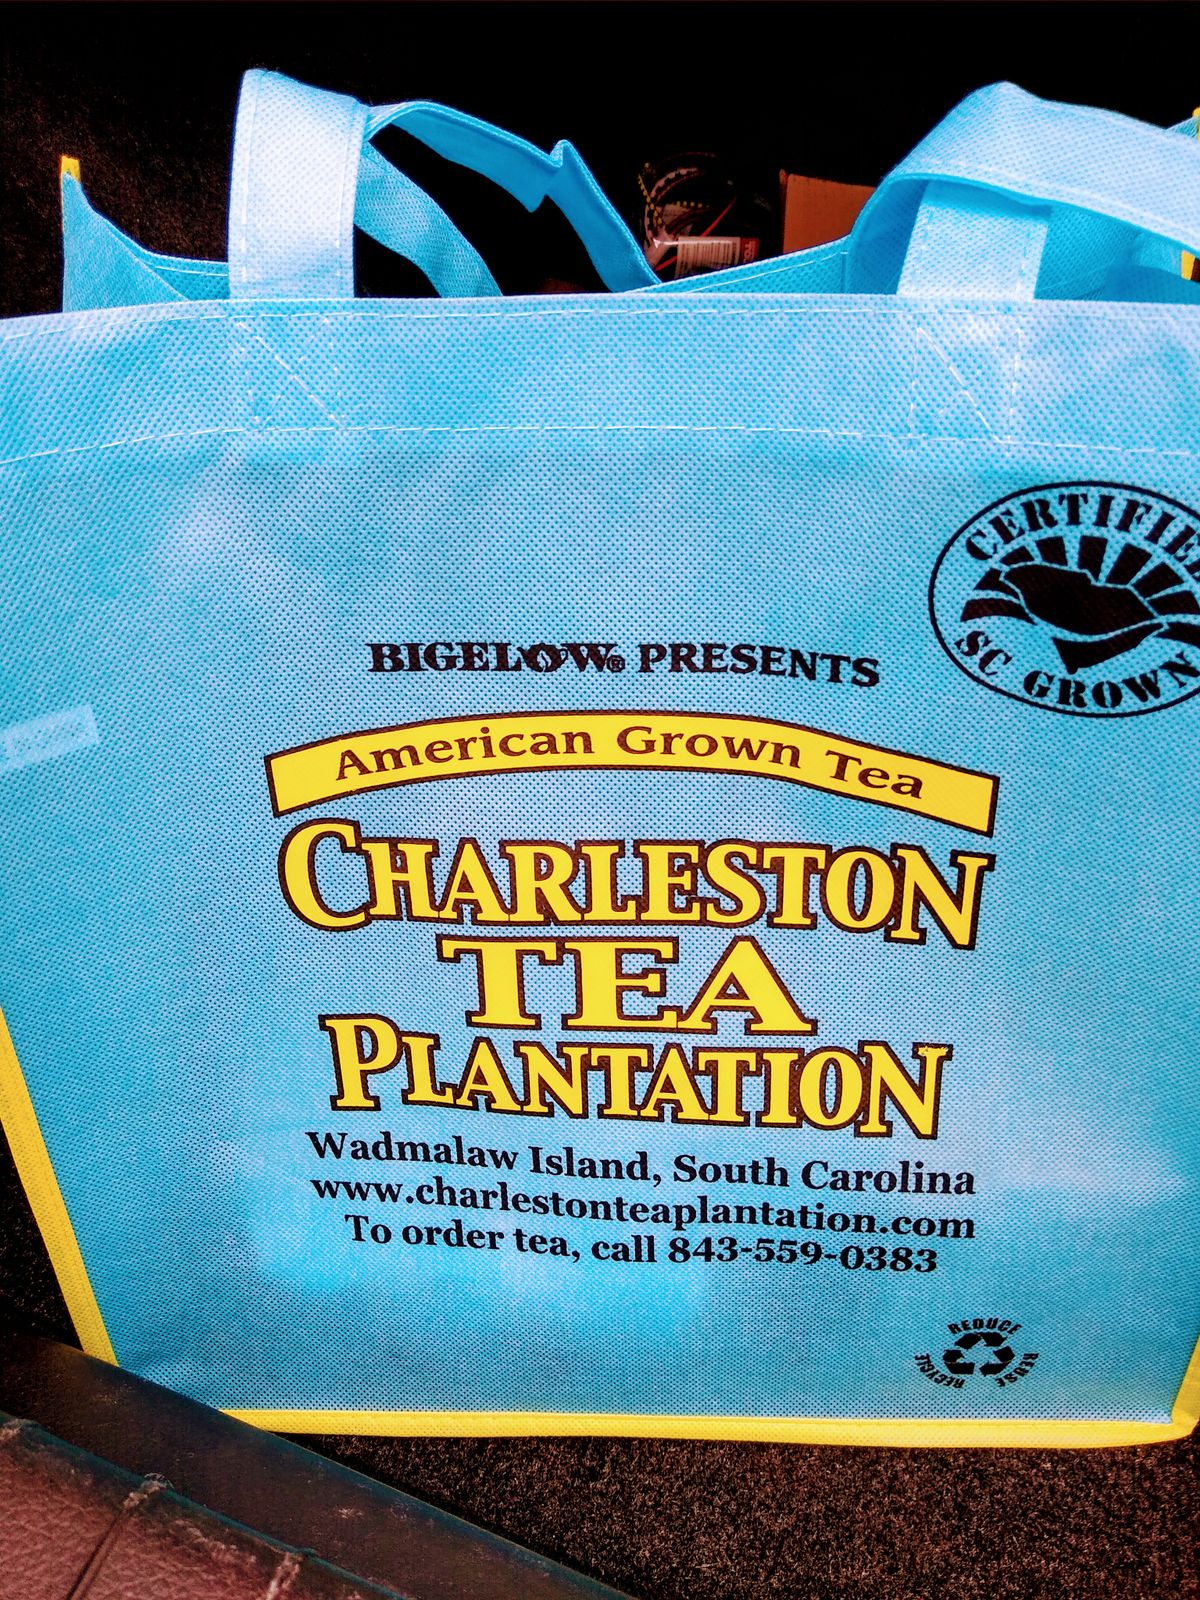 CERTIFIED
SC GROWN
BIGELOW® PRESENTS
American Grown Tea
CHARLESTON
TEA
PLANTATION
Wadmalaw Island, South Carolina
www.charlestonteaplantation.com
To order tea, call 843-559-0383
REDUCE
REUSE
RECYCLE